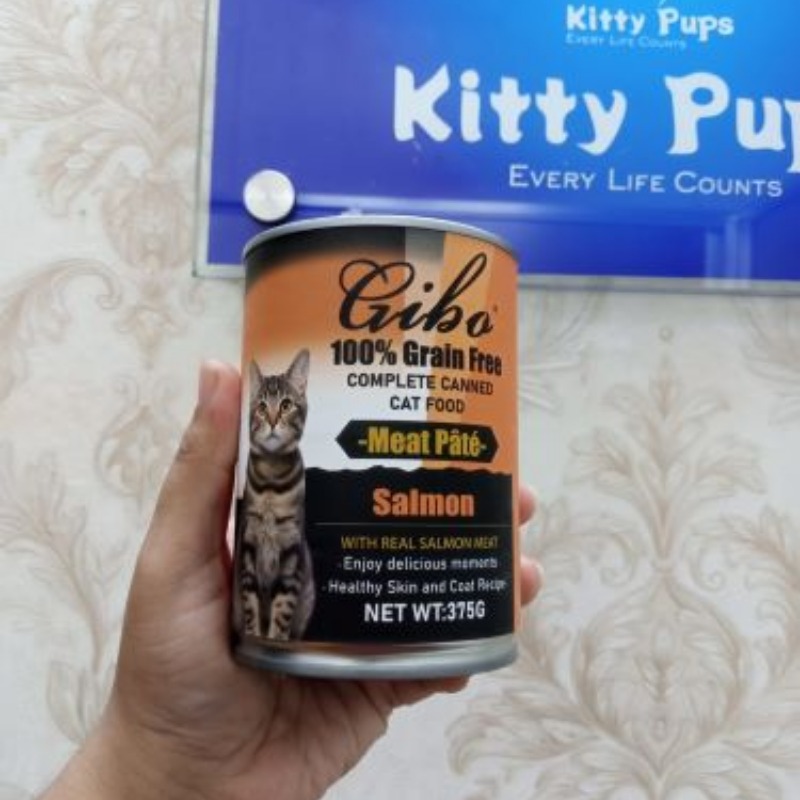 Kitty Pups
EVERY LIFE COUNTS
Kitty Pup
EVERY LIFE COUNTS
Gibo
100% Grain Free
COMPLETE CANNED
CAT FOOD
-Meat Pâté-
Salmon
WITH REAL SALMON MEAT
-Enjoy delicious moments
-Healthy Skin and Coat Recipe-
NET WT:375G